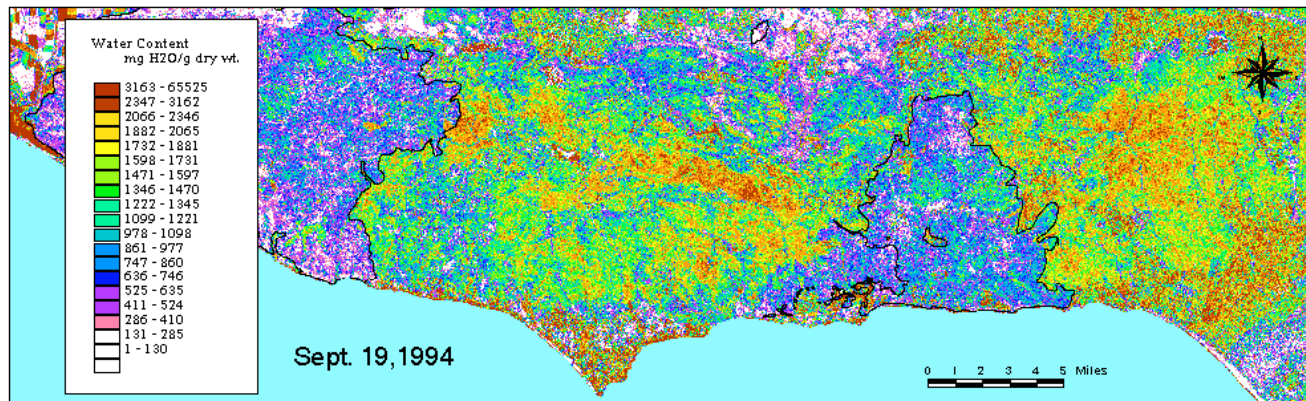 Water Content
mg H2O/g dry wt.
3163 - 65525
2347 - 3162
2066 - 2346
1882 - 2065
1732 - 1881
1598 - 1731
1471 - 1597
1346 - 1470
1222 - 1345
1099 - 1221
978 - 1098
861 - 977
747 - 860
636 - 746
525 - 635
411 - 524
286 - 410
131 - 285
1 - 130
Sept. 19,1994
0 1 2 3 4 5 Miles